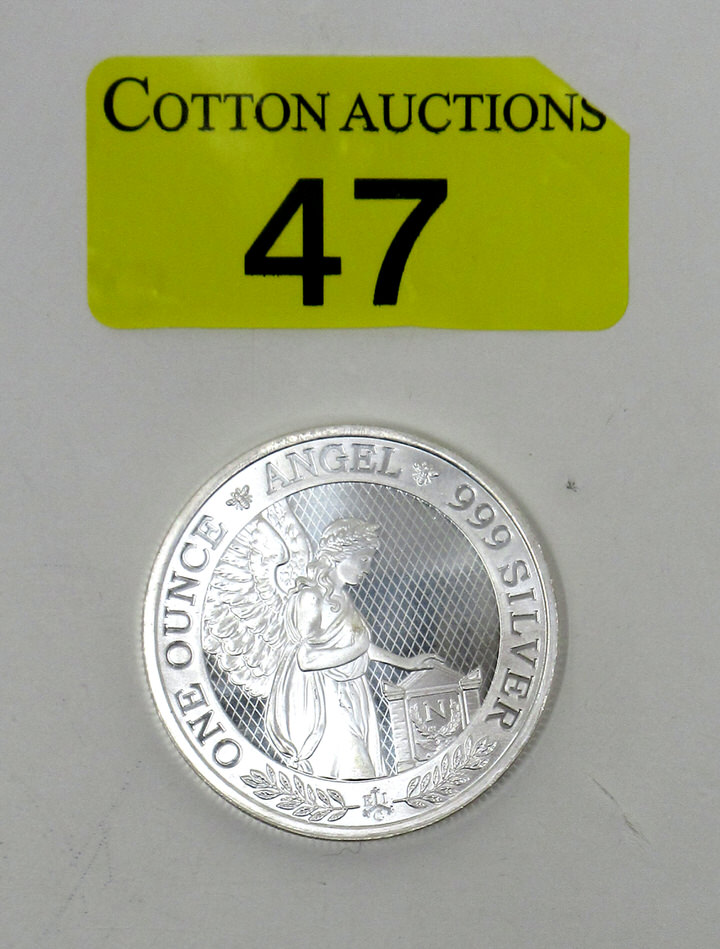 COTTON AUCTIONS
47
ONE OUNCE ANGEL 999 SILVER
N